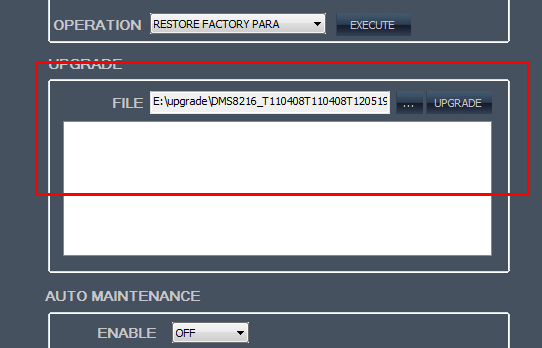 OPERATION RESTORE FACTORY PARA EXECUTE
UPGRADE
FILE E:\upgrade\DMS8216_T110408T110408T120519 ... UPGRADE
AUTO MAINTENANCE
ENABLE OFF